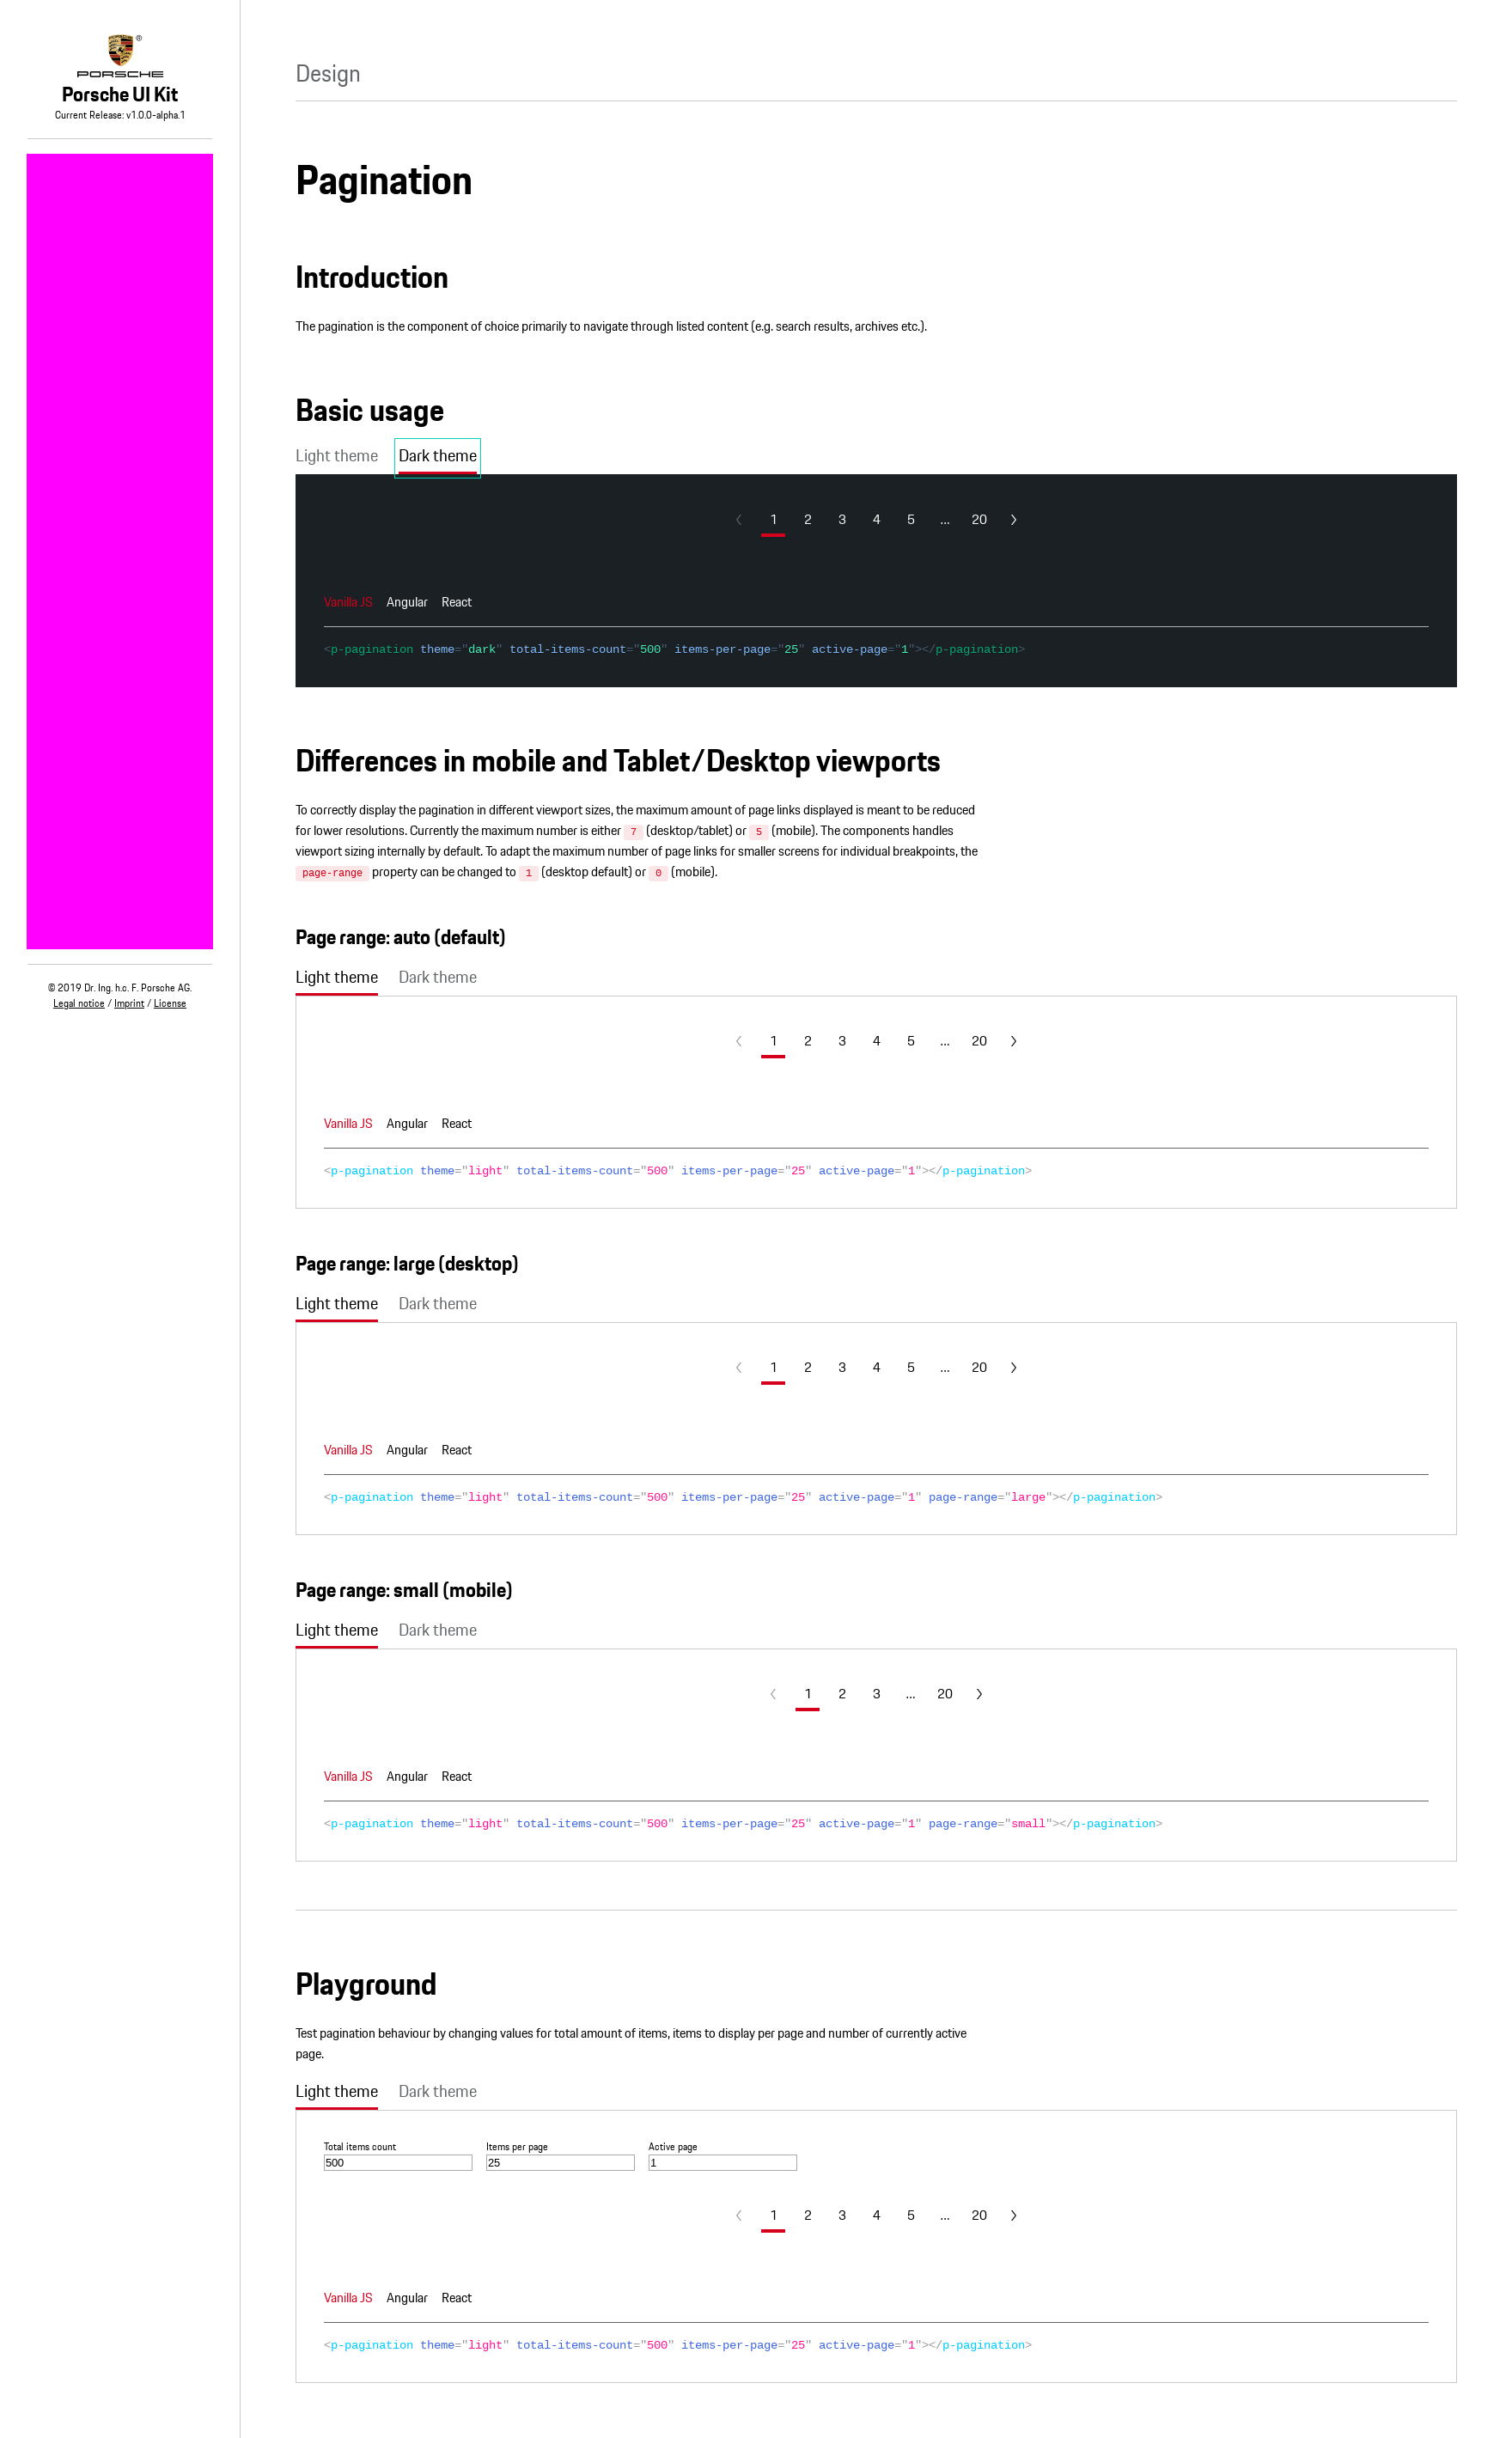 ®
PORSCHE
Porsche UI Kit
Current Release: v1.0.0-alpha.1
© 2019 Dr. Ing. h.c. F. Porsche AG.
Legal notice / Imprint / License
Design
Pagination
Introduction
The pagination is the component of choice primarily to navigate through listed content (e.g. search results, archives etc.).
Basic usage
Light theme Dark theme
1 2 3 4 5 ... 20
Vanilla JS Angular React
<p-pagination theme="dark" total-items-count="500" items-per-page="25" active-page="1"></p-pagination>
Differences in mobile and Tablet/Desktop viewports
To correctly display the pagination in different viewport sizes, the maximum amount of page links displayed is meant to be reduced
for lower resolutions. Currently the maximum number is either 7 (desktop/tablet) or 5 (mobile). The components handles
viewport sizing internally by default. To adapt the maximum number of page links for smaller screens for individual breakpoints, the
page-range property can be changed to 1 (desktop default) or 0 (mobile).
Page range: auto (default)
Light theme Dark theme
1 2 3 4 5 ... 20
Vanilla JS Angular React
<p-pagination theme="light" total-items-count="500" items-per-page="25" active-page="1"></p-pagination>
Page range: large (desktop)
Light theme Dark theme
1 2 3 4 5 ... 20
Vanilla JS Angular React
<p-pagination theme="light" total-items-count="500" items-per-page="25" active-page="1" page-range="large"></p-pagination>
Page range: small (mobile)
Light theme Dark theme
1 2 3 ... 20
Vanilla JS Angular React
<p-pagination theme="light" total-items-count="500" items-per-page="25" active-page="1" page-range="small"></p-pagination>
Playground
Test pagination behaviour by changing values for total amount of items, items to display per page and number of currently active
page.
Light theme Dark theme
Total items count Items per page Active page
500 25 1
1 2 3 4 5 ... 20
Vanilla JS Angular React
<p-pagination theme="light" total-items-count="500" items-per-page="25" active-page="1"></p-pagination>